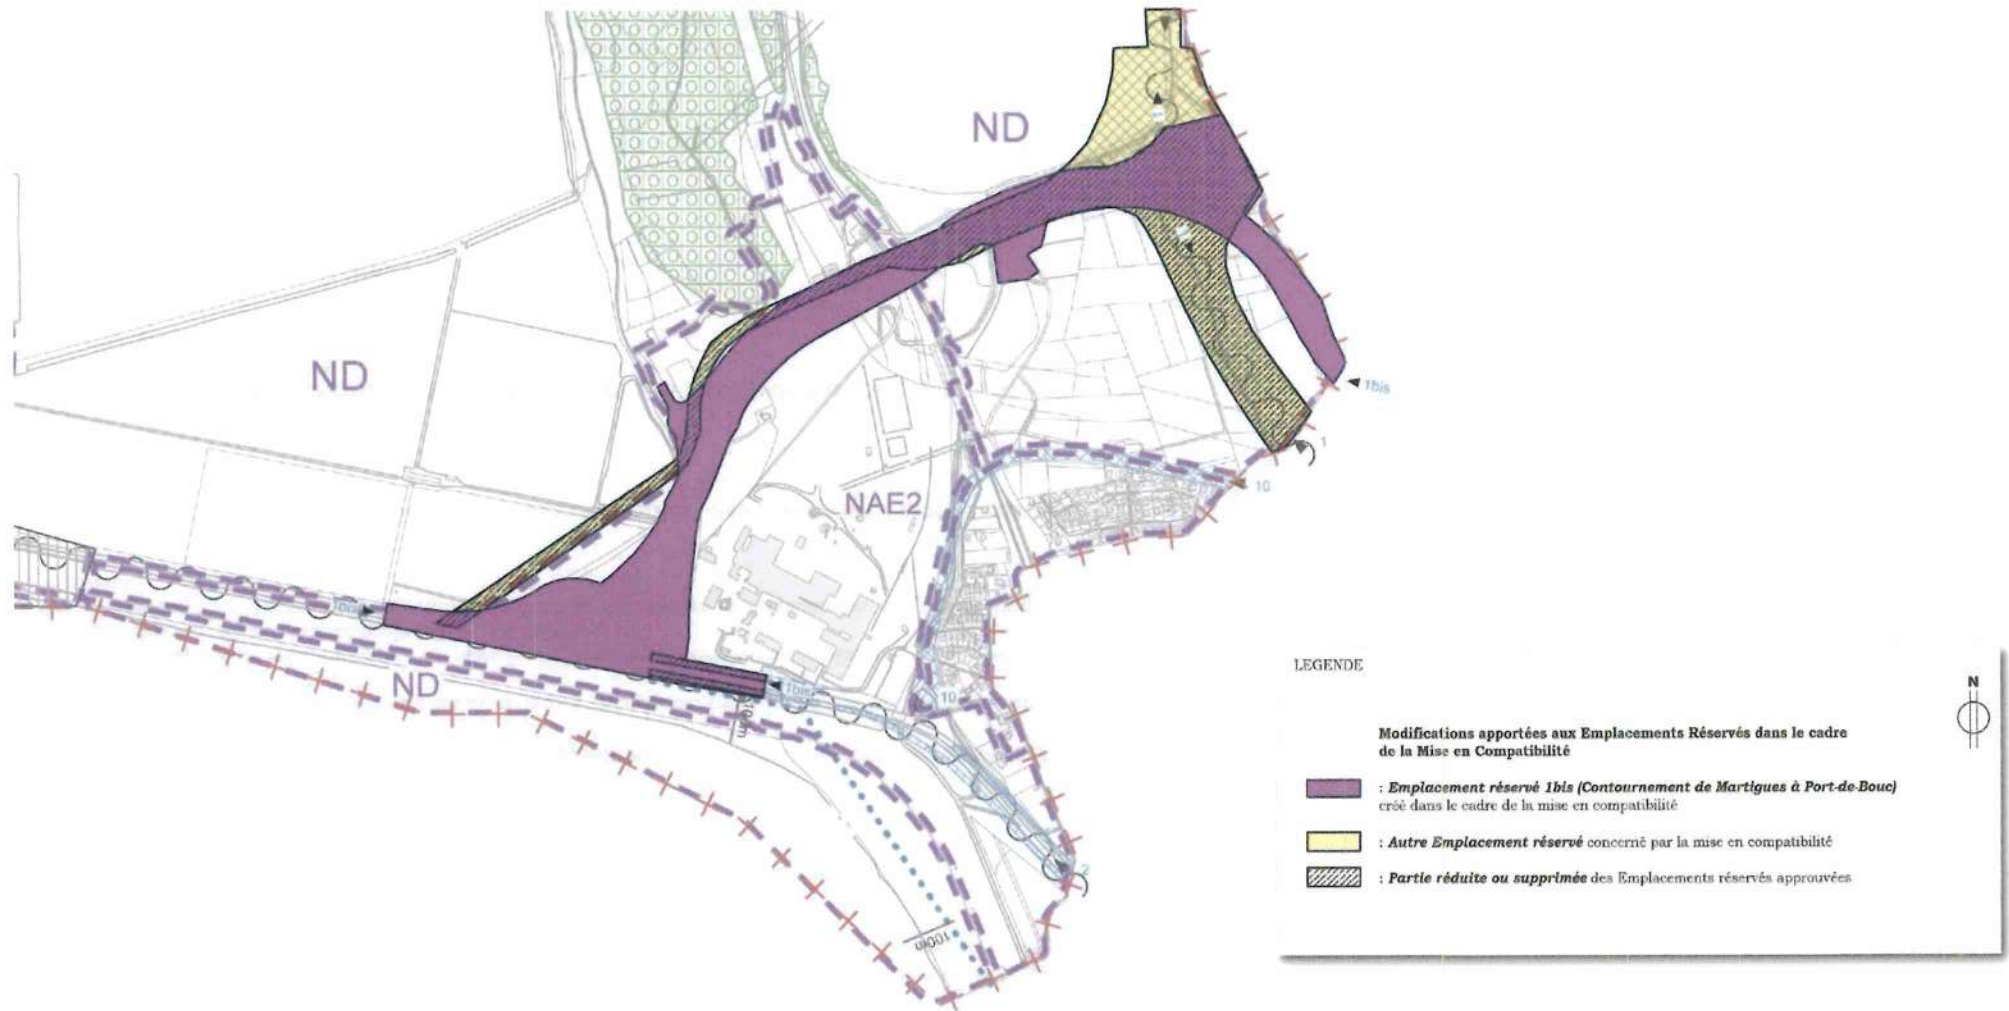 ND
ND
1bis
1
10
NAE2
1bis
ND
1bis
10
100m
2
100m
LEGENDE
N
Modifications apportées aux Emplacements Réservés dans le cadre
de la Mise en Compatibilité
: Emplacement réservé 1bis (Contournement de Martigues à Port-de-Bouc)
créé dans le cadre de la mise en compatibilité
: Autre Emplacement réservé concerné par la mise en compatibilité
: Partie réduite ou supprimée des Emplacements réservés approuvées